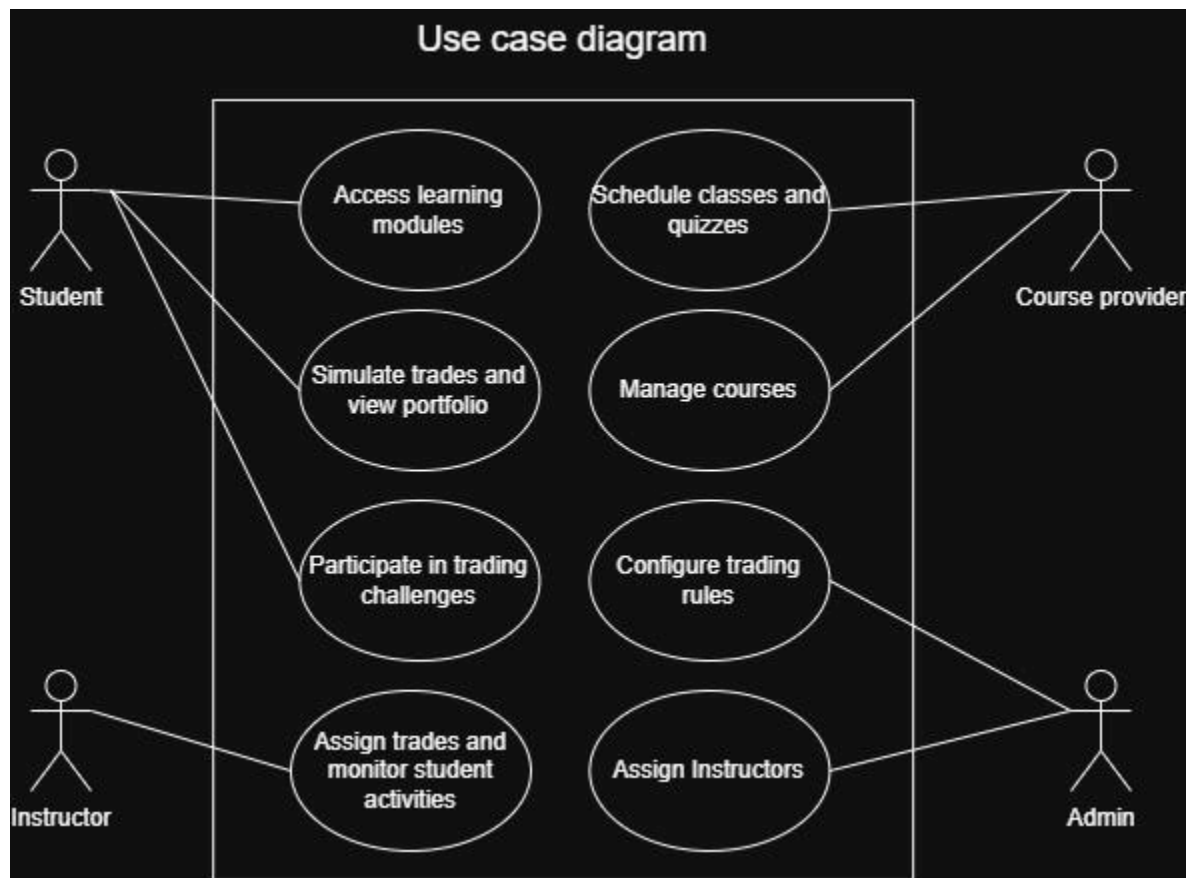 Use case diagram
Access learning
modules
Schedule classes and
quizzes
Student
Course provider
Simulate trades and
view portfolio
Manage courses
Participate in trading
challenges
Configure trading
rules
Assign trades and
monitor student
activities
Assign Instructors
Instructor
Admin